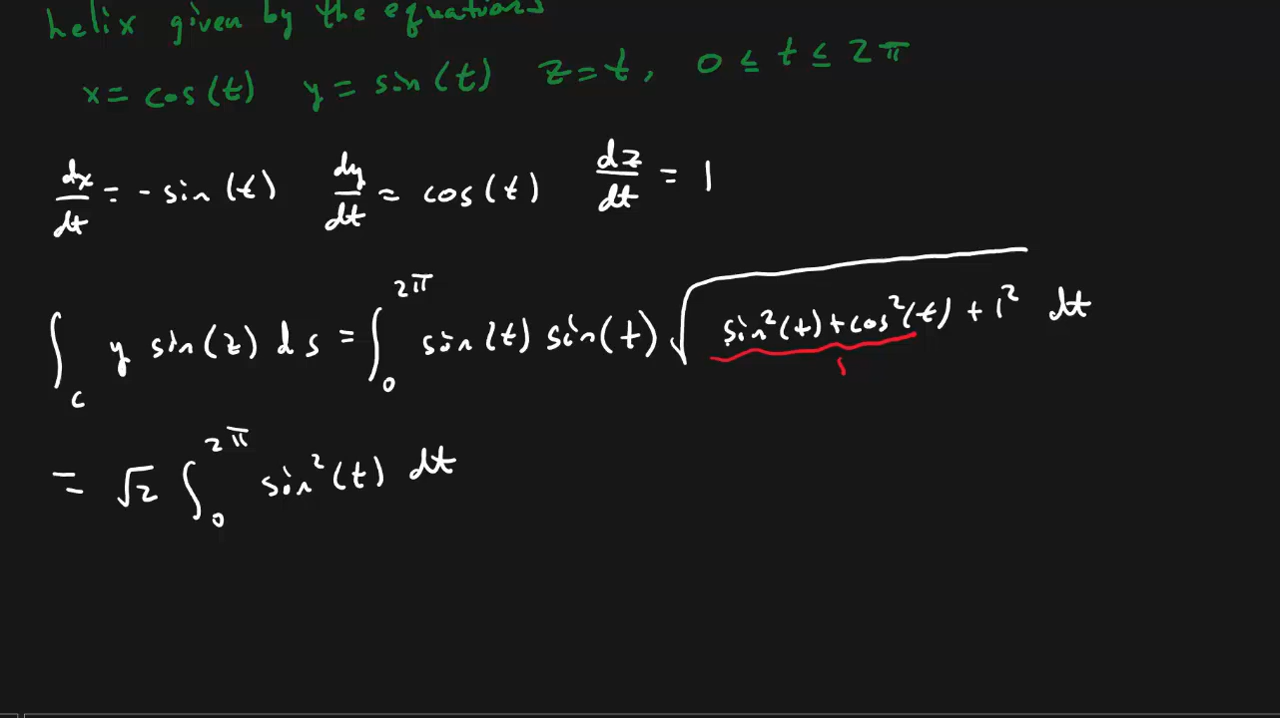 helix given by the equations
x = cos(t) y = sin(t) z = t, 0 ≤ t ≤ 2π
dx/dt = -sin(t) dy/dt = cos(t) dz/dt = 1
∫_C y sin(z) ds = ∫_0^{2π} sin(t) sin(t) √(sin²(t) + cos²(t) + 1²) dt
1
= √2 ∫_0^{2π} sin²(t) dt